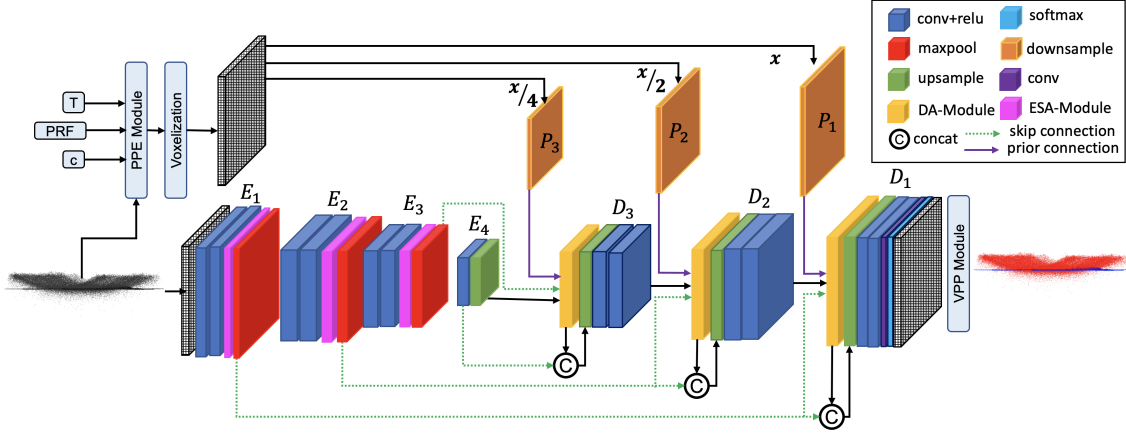 conv+relu
softmax
maxpool
downsample
upsample
conv
DA-Module
ESA-Module
C concat
skip connection
prior connection
x
x/2
x/4
T
PRF
c
PPE Module
Voxelization
P₃
P₂
P₁
E₁
E₂
E₃
E₄
D₃
D₂
D₁
VPP Module
C
C
C